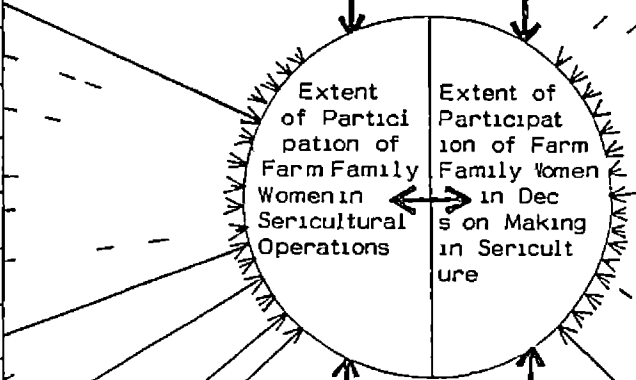 Extent
of Partici
pation of
Farm Family
Women in
Sericultural
Operations
Extent of
Participat
ion of Farm
Family Women
in Dec
s on Making
in Sericult
ure